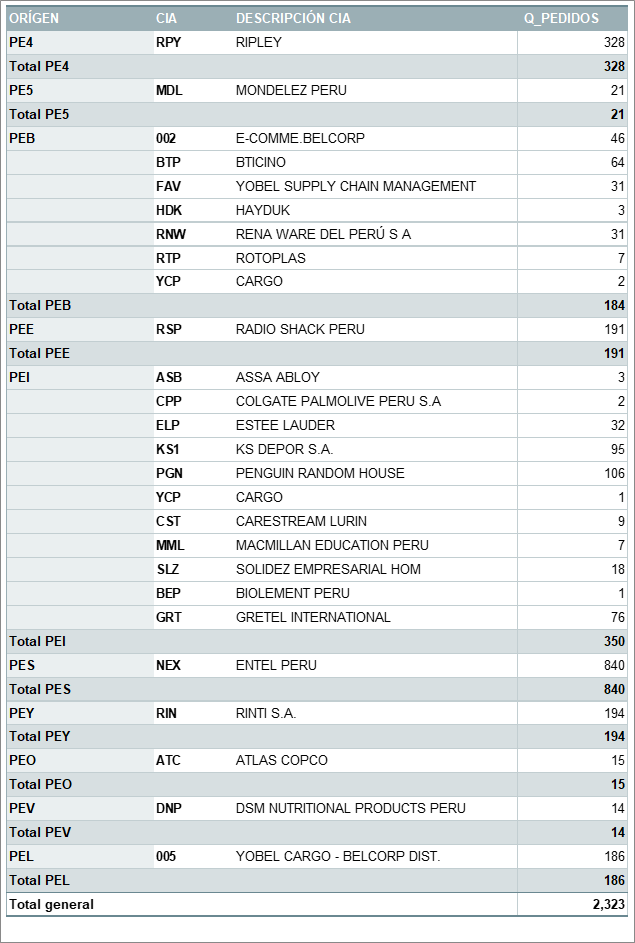 ORÍGEN CIA DESCRIPCIÓN CIA Q_PEDIDOS
PE4 RPY RIPLEY 328
Total PE4 328
PE5 MDL MONDELEZ PERU 21
Total PE5 21
PEB 002 E-COMME.BELCORP 46
BTP BTICINO 64
FAV YOBEL SUPPLY CHAIN MANAGEMENT 31
HDK HAYDUK 3
RNW RENA WARE DEL PERÚ S A 31
RTP ROTOPLAS 7
YCP CARGO 2
Total PEB 184
PEE RSP RADIO SHACK PERU 191
Total PEE 191
PEI ASB ASSA ABLOY 3
CPP COLGATE PALMOLIVE PERU S.A 2
ELP ESTEE LAUDER 32
KS1 KS DEPOR S.A. 95
PGN PENGUIN RANDOM HOUSE 106
YCP CARGO 1
CST CARESTREAM LURIN 9
MML MACMILLAN EDUCATION PERU 7
SLZ SOLIDEZ EMPRESARIAL HOM 18
BEP BIOLEMENT PERU 1
GRT GRETEL INTERNATIONAL 76
Total PEI 350
PES NEX ENTEL PERU 840
Total PES 840
PEY RIN RINTI S.A. 194
Total PEY 194
PEO ATC ATLAS COPCO 15
Total PEO 15
PEV DNP DSM NUTRITIONAL PRODUCTS PERU 14
Total PEV 14
PEL 005 YOBEL CARGO - BELCORP DIST. 186
Total PEL 186
Total general 2,323